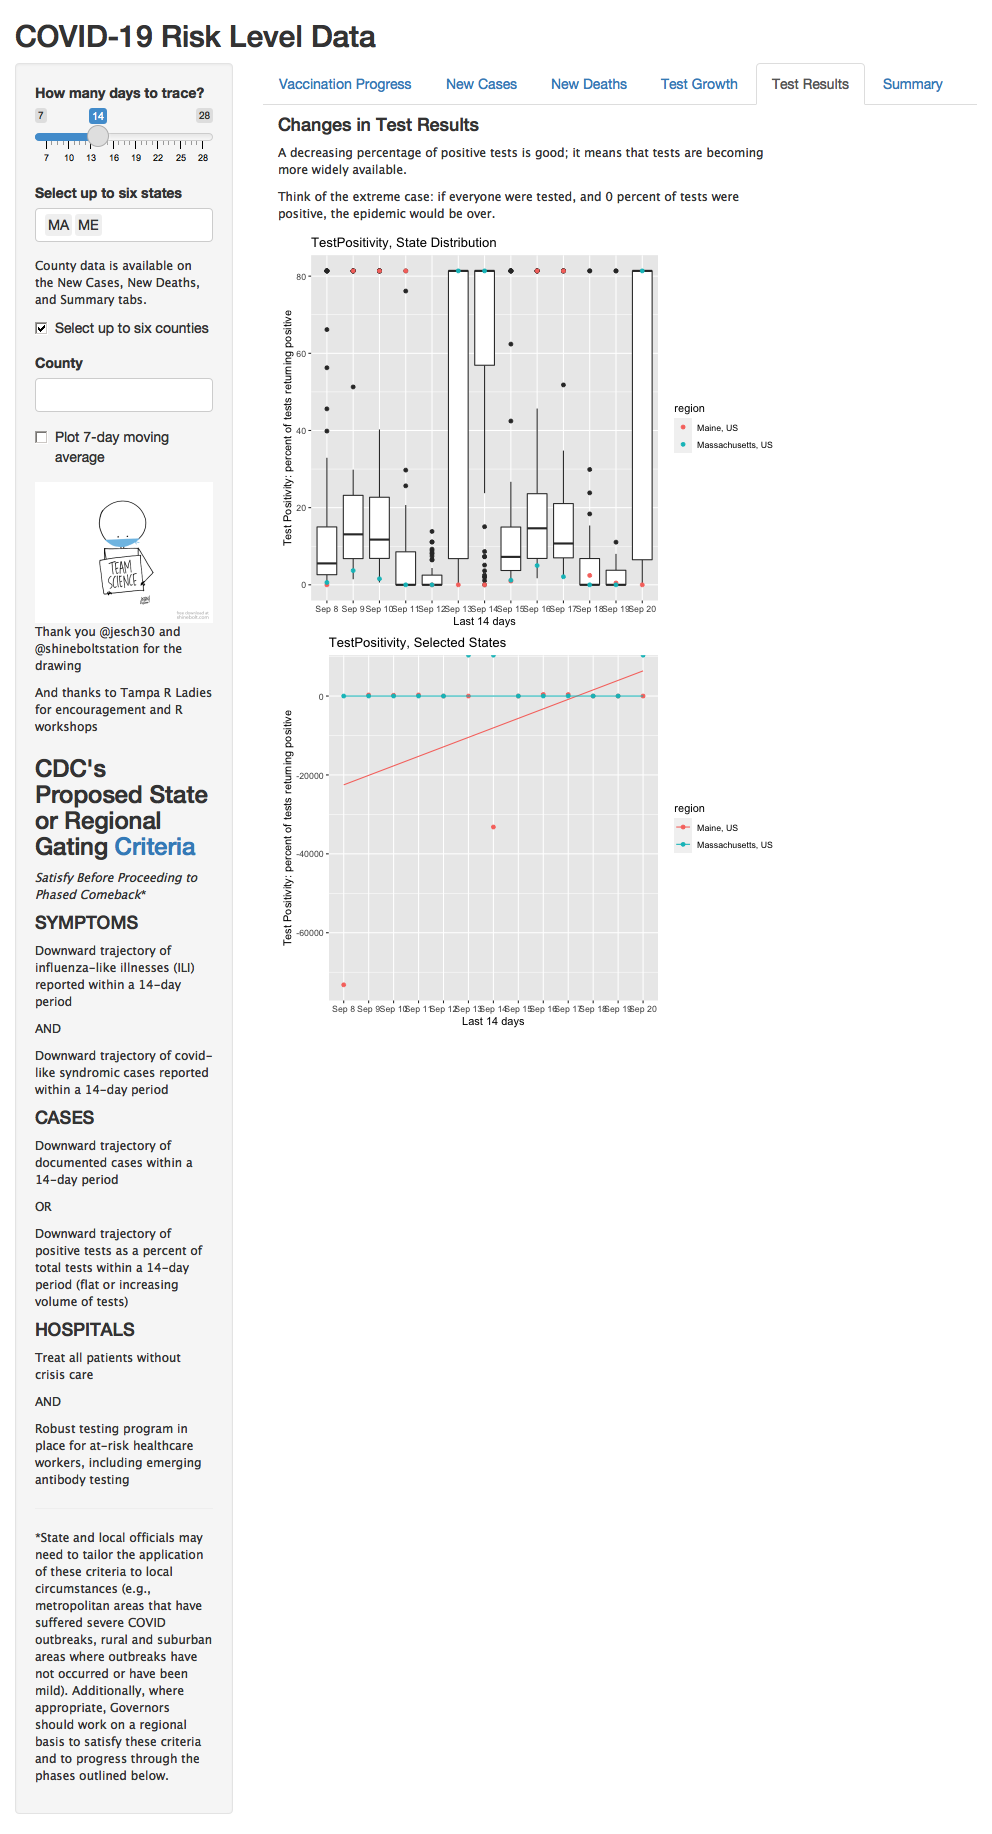 COVID-19 Risk Level Data
How many days to trace?
7 14 28
7 10 13 16 19 22 25 28
Select up to six states
MA ME
County data is available on
the New Cases, New Deaths,
and Summary tabs.
Select up to six counties
County
Plot 7-day moving
average
TEAM
SCIENCE
Thank you @jesch30 and
@shineboltstation for the
drawing
And thanks to Tampa R Ladies
for encouragement and R
workshops
CDC's
Proposed State
or Regional
Gating Criteria
Satisfy Before Proceeding to
Phased Comeback*
SYMPTOMS
Downward trajectory of
influenza-like illnesses (ILI)
reported within a 14-day
period
AND
Downward trajectory of covid-
like syndromic cases reported
within a 14-day period
CASES
Downward trajectory of
documented cases within a
14-day period
OR
Downward trajectory of
positive tests as a percent of
total tests within a 14-day
period (flat or increasing
volume of tests)
HOSPITALS
Treat all patients without
crisis care
AND
Robust testing program in
place for at-risk healthcare
workers, including emerging
antibody testing
*State and local officials may
need to tailor the application
of these criteria to local
circumstances (e.g.,
metropolitan areas that have
suffered severe COVID
outbreaks, rural and suburban
areas where outbreaks have
not occurred or have been
mild). Additionally, where
appropriate, Governors
should work on a regional
basis to satisfy these criteria
and to progress through the
phases outlined below.
Vaccination Progress New Cases New Deaths Test Growth Test Results Summary
Changes in Test Results
A decreasing percentage of positive tests is good; it means that tests are becoming
more widely available.
Think of the extreme case: if everyone were tested, and 0 percent of tests were
positive, the epidemic would be over.
TestPositivity, State Distribution
Test Positivity: percent of tests returning positive
80
60
40
20
0
Sep 8 Sep 9 Sep 10 Sep 11 Sep 12 Sep 13 Sep 14 Sep 15 Sep 16 Sep 17 Sep 18 Sep 19 Sep 20
Last 14 days
region
Maine, US
Massachusetts, US
TestPositivity, Selected States
Test Positivity: percent of tests returning positive
0
-20000
-40000
-60000
Sep 8 Sep 9 Sep 10 Sep 11 Sep 12 Sep 13 Sep 14 Sep 15 Sep 16 Sep 17 Sep 18 Sep 19 Sep 20
Last 14 days
region
Maine, US
Massachusetts, US